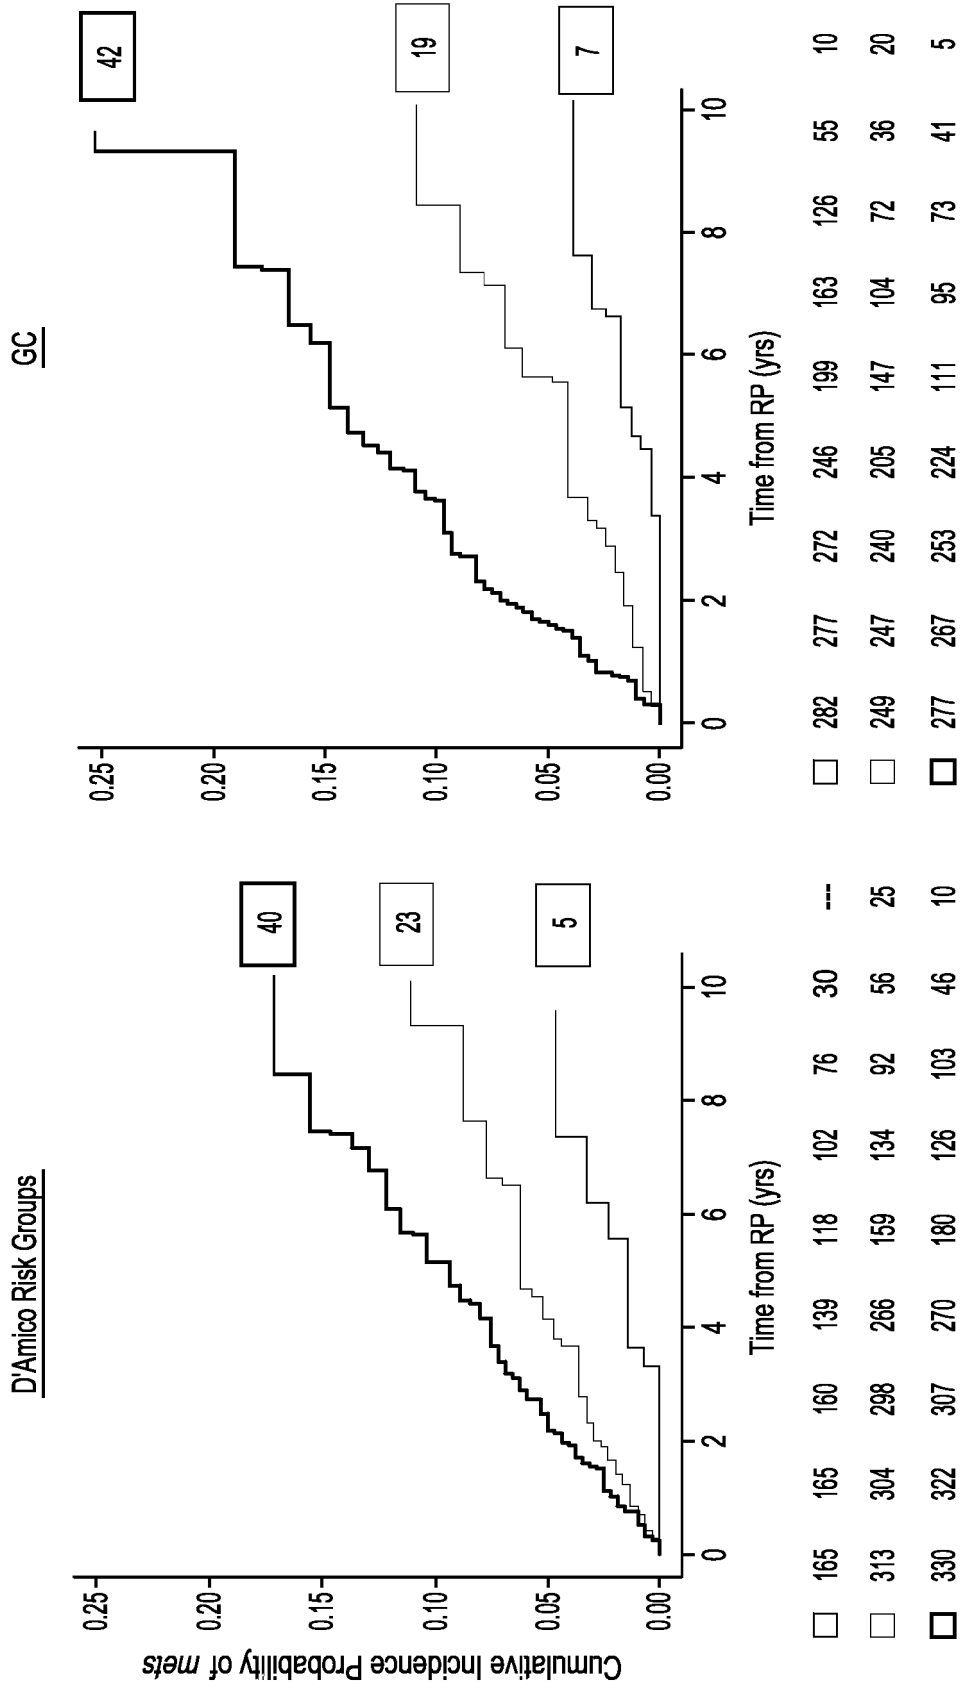 D'Amico Risk Groups
Cumulative Incidence Probability of mets
0.25
0.20
0.15
0.10
0.05
0.00
40
23
5
0 2 4 6 8 10
Time from RP (yrs)
165 165 160 139 118 102 76 30 ---
313 304 298 266 159 134 92 56 25
330 322 307 270 180 126 103 46 10
GC
0.25
0.20
0.15
0.10
0.05
0.00
42
19
7
0 2 4 6 8 10
Time from RP (yrs)
282 277 272 246 199 163 126 55 10
249 247 240 205 147 104 72 36 20
277 267 253 224 111 95 73 41 5